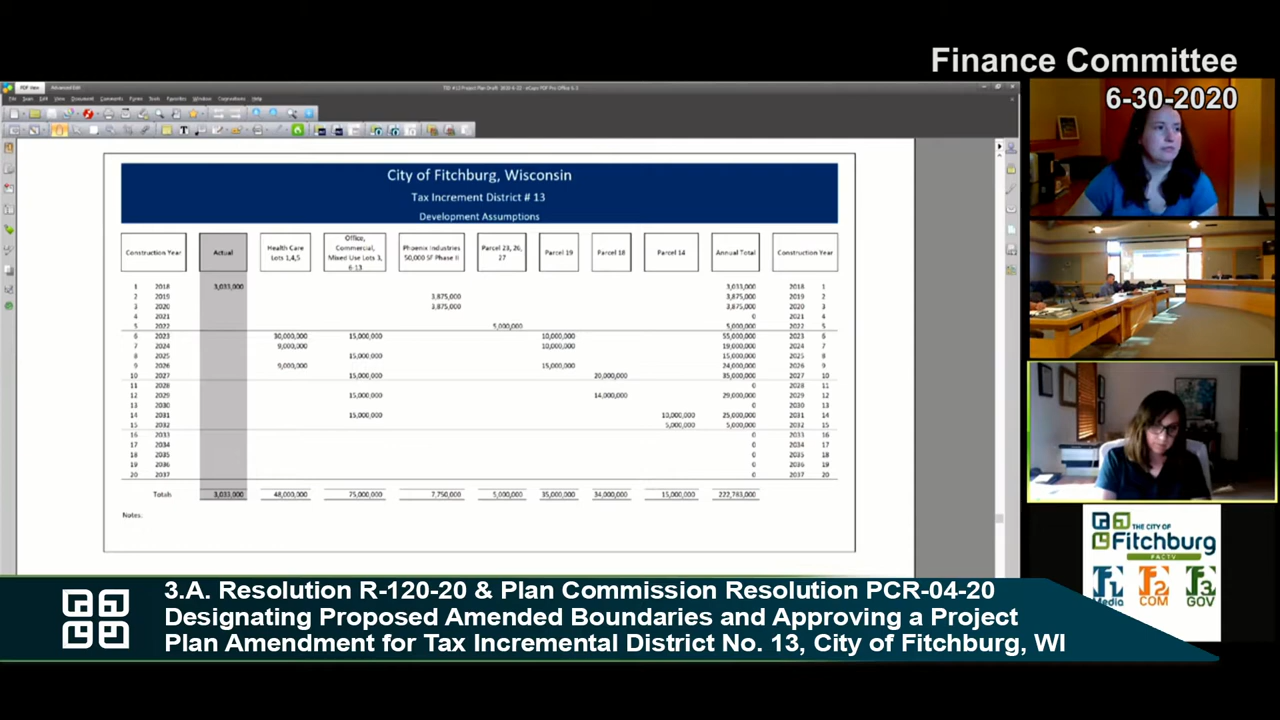 Finance Committee
6-30-2020
City of Fitchburg, Wisconsin
Tax Increment District # 13
Development Assumptions
Construction Year
Actual
Health Care
Lots 1,4,5
Office,
Commercial,
Mixed Use Lots 3,
6-13
Phoenix Industries
50,000 SF Phase II
Parcel 23, 26,
27
Parcel 19
Parcel 18
Parcel 14
Annual Total
Construction Year
1 2018 3,033,000 3,033,000 2018 1
2 2019 3,875,000 3,875,000 2019 2
3 2020 3,875,000 3,875,000 2020 3
4 2021 0 2021 4
5 2022 5,000,000 5,000,000 2022 5
6 2023 30,000,000 15,000,000 10,000,000 55,000,000 2023 6
7 2024 9,000,000 10,000,000 19,000,000 2024 7
8 2025 15,000,000 15,000,000 2025 8
9 2026 9,000,000 15,000,000 24,000,000 2026 9
10 2027 15,000,000 20,000,000 35,000,000 2027 10
11 2028 0 2028 11
12 2029 15,000,000 14,000,000 29,000,000 2029 12
13 2030 0 2030 13
14 2031 15,000,000 10,000,000 25,000,000 2031 14
15 2032 5,000,000 5,000,000 2032 15
16 2033 0 2033 16
17 2034 0 2034 17
18 2035 0 2035 18
19 2036 0 2036 19
20 2037 0 2037 20
Totals 3,033,000 48,000,000 75,000,000 7,750,000 5,000,000 35,000,000 34,000,000 15,000,000 222,783,000
Notes:
THE CITY OF
Fitchburg
FACTV
Media
COM
GOV
3.A. Resolution R-120-20 & Plan Commission Resolution PCR-04-20
Designating Proposed Amended Boundaries and Approving a Project
Plan Amendment for Tax Incremental District No. 13, City of Fitchburg, WI